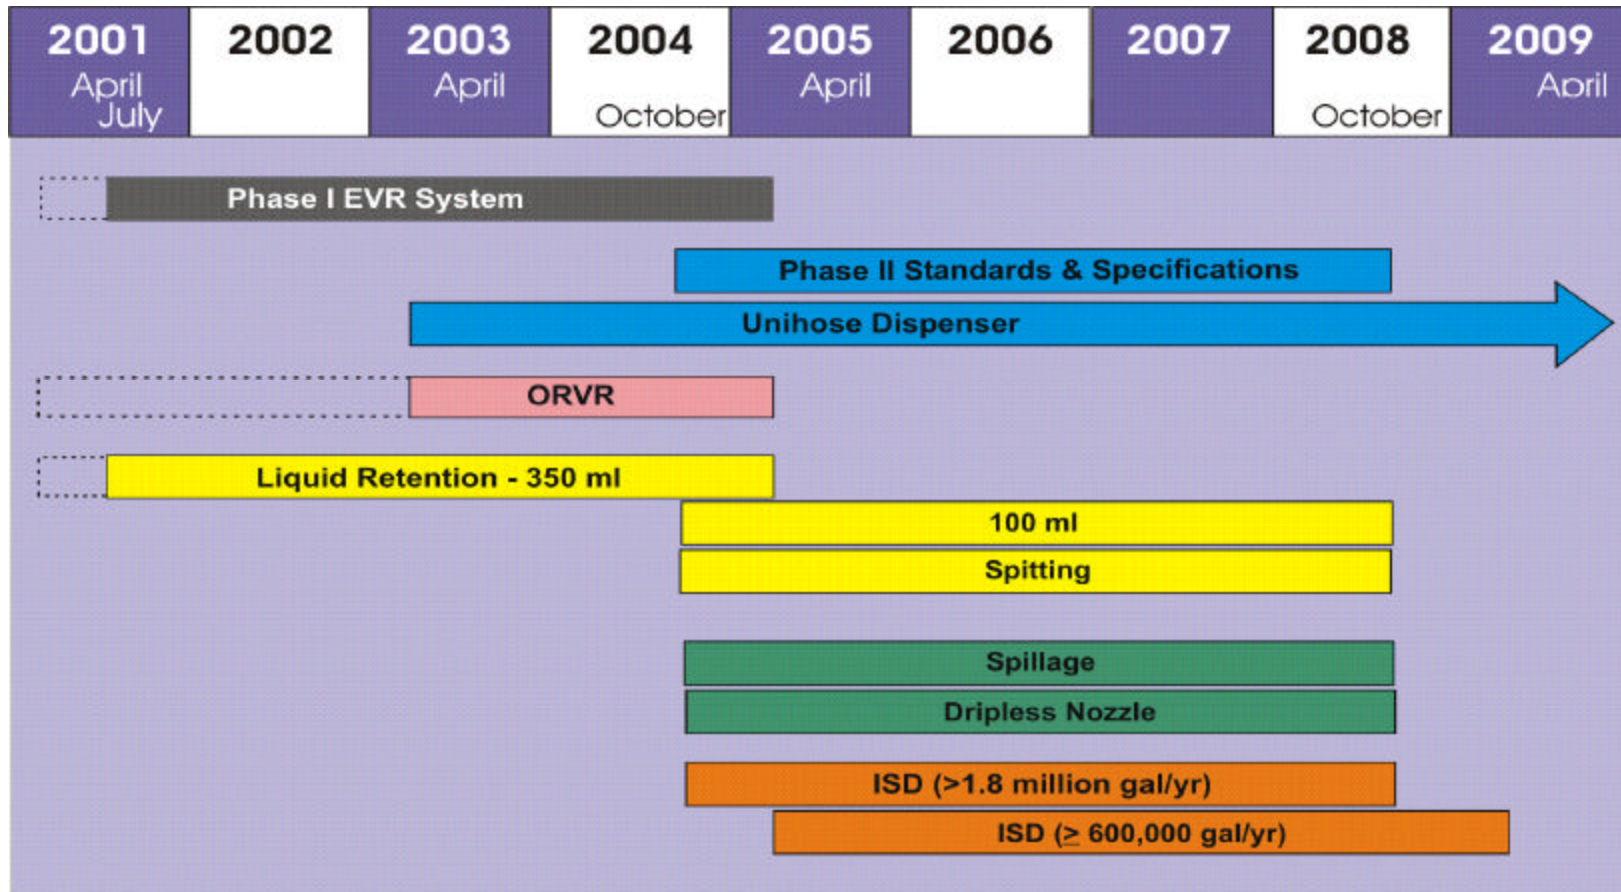 2001 2002 2003 2004 2005 2006 2007 2008 2009
April April April April
July October October
Phase I EVR System
Phase II Standards & Specifications
Unihose Dispenser
ORVR
Liquid Retention - 350 ml
100 ml
Spitting
Spillage
Dripless Nozzle
ISD (>1.8 million gal/yr)
ISD (≥ 600,000 gal/yr)